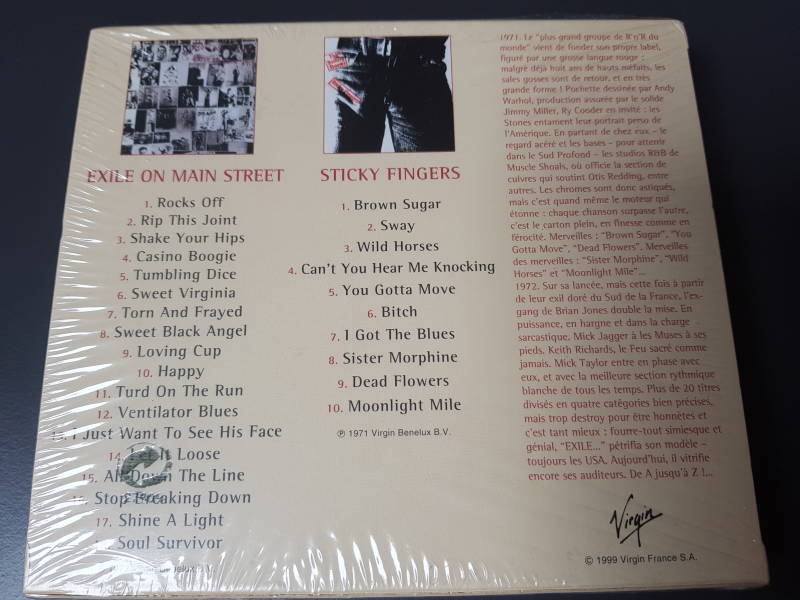 EXILE ON MAIN STREET
1. Rocks Off
2. Rip This Joint
3. Shake Your Hips
4. Casino Boogie
5. Tumbling Dice
6. Sweet Virginia
7. Torn And Frayed
8. Sweet Black Angel
9. Loving Cup
10. Happy
11. Turd On The Run
12. Ventilator Blues
13. I Just Want To See His Face
14. Let It Loose
15. All Down The Line
16. Stop Breaking Down
17. Shine A Light
Soul Survivor
Benelux B.V.
STICKY FINGERS
1. Brown Sugar
2. Sway
3. Wild Horses
4. Can't You Hear Me Knocking
5. You Gotta Move
6. Bitch
7. I Got The Blues
8. Sister Morphine
9. Dead Flowers
10. Moonlight Mile
℗ 1971 Virgin Benelux B.V.
1971. Le "plus grand groupe de R'n'R du
monde" vient de fonder son propre label,
figuré par une grosse langue rouge :
malgré déjà huit ans de hauts méfaits, les
sales gosses sont de retour, et en très
grande forme ! Pochette dessinée par Andy
Warhol, production assurée par le solide
Jimmy Miller, Ry Cooder en invité : les
Stones entament leur portrait perso de
l'Amérique. En partant de chez eux – le
regard acéré et les bases – pour atterrir
dans le Sud Profond – les studios R&B de
Muscle Shoals, où officie la section de
cuivres qui soutint Otis Redding, entre
autres. Les chromes sont donc astiqués,
mais c'est quand même le moteur qui
étonne : chaque chanson surpasse l'autre,
c'est le carton plein, en finesse comme en
férocité. Merveilles : "Brown Sugar", "You
Gotta Move", "Dead Flowers". Merveilles
des merveilles : "Sister Morphine", "Wild
Horses" et "Moonlight Mile"...
1972. Sur sa lancée, mais cette fois à partir
de leur exil doré du Sud de la France, l'ex-
gang de Brian Jones double la mise. En
puissance, en hargne et dans la charge
sarcastique. Mick Jagger à les Muses à ses
pieds. Keith Richards, le Feu sacré comme
jamais. Mick Taylor entre en phase avec
eux, et avec la meilleure section rythmique
blanche de tous les temps. Plus de 20 titres
divisés en quatre catégories bien précises,
mais trop destroy pour être honnêtes et
c'est tant mieux : fourre-tout simiesque et
génial, "EXILE..." pétrifia son modèle –
toujours les USA. Aujourd'hui, il vitrifie
encore ses auditeurs. De A jusqu'à Z !...
Virgin
© 1999 Virgin France S.A.